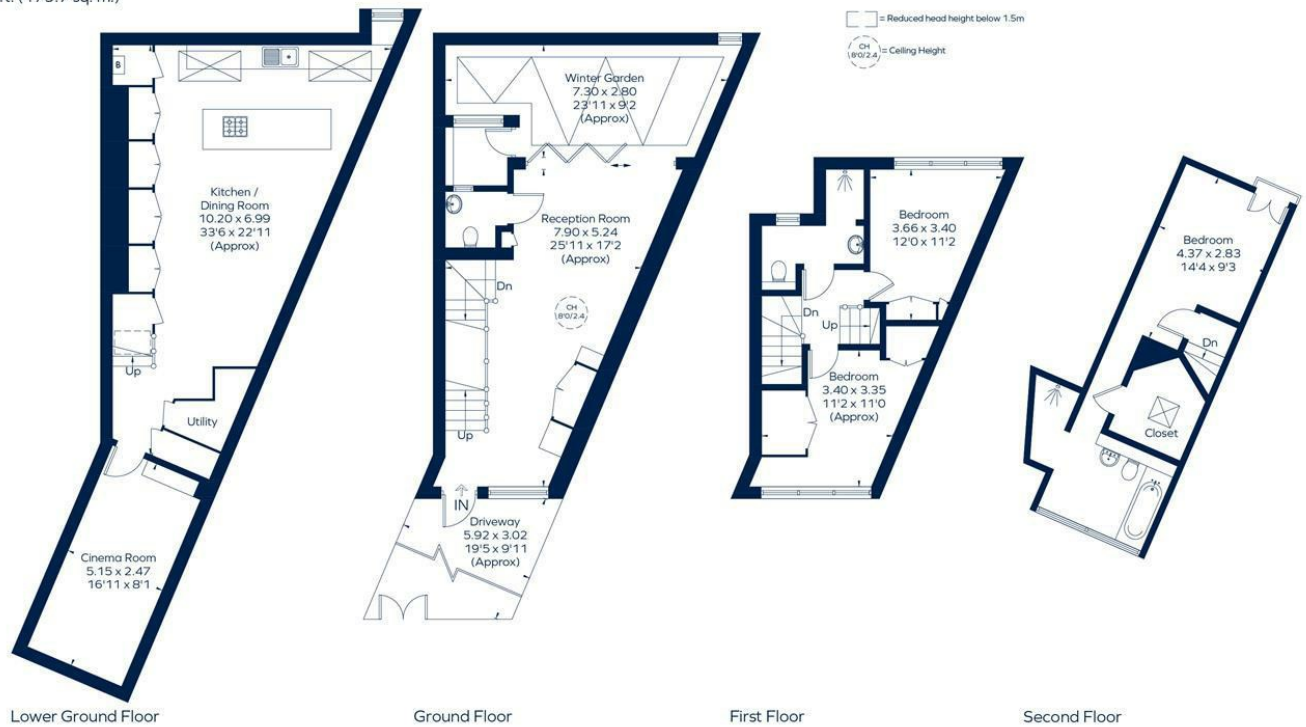 = Reduced head height below 1.5m
CH
8'0/2.4
= Ceiling Height
B
Kitchen /
Dining Room
10.20 x 6.99
33'6 x 22'11
(Approx)
Up
Utility
Cinema Room
5.15 x 2.47
16'11 x 8'1
Lower Ground Floor
Winter Garden
7.30 x 2.80
23'11 x 9'2
(Approx)
Reception Room
7.90 x 5.24
25'11 x 17'2
(Approx)
Dn
CH
8'0/2.4
Up
IN
Driveway
5.92 x 3.02
19'5 x 9'11
(Approx)
Ground Floor
Bedroom
3.66 x 3.40
12'0 x 11'2
Dn
Up
Bedroom
3.40 x 3.35
11'2 x 11'0
(Approx)
First Floor
Bedroom
4.37 x 2.83
14'4 x 9'3
Dn
Closet
Second Floor